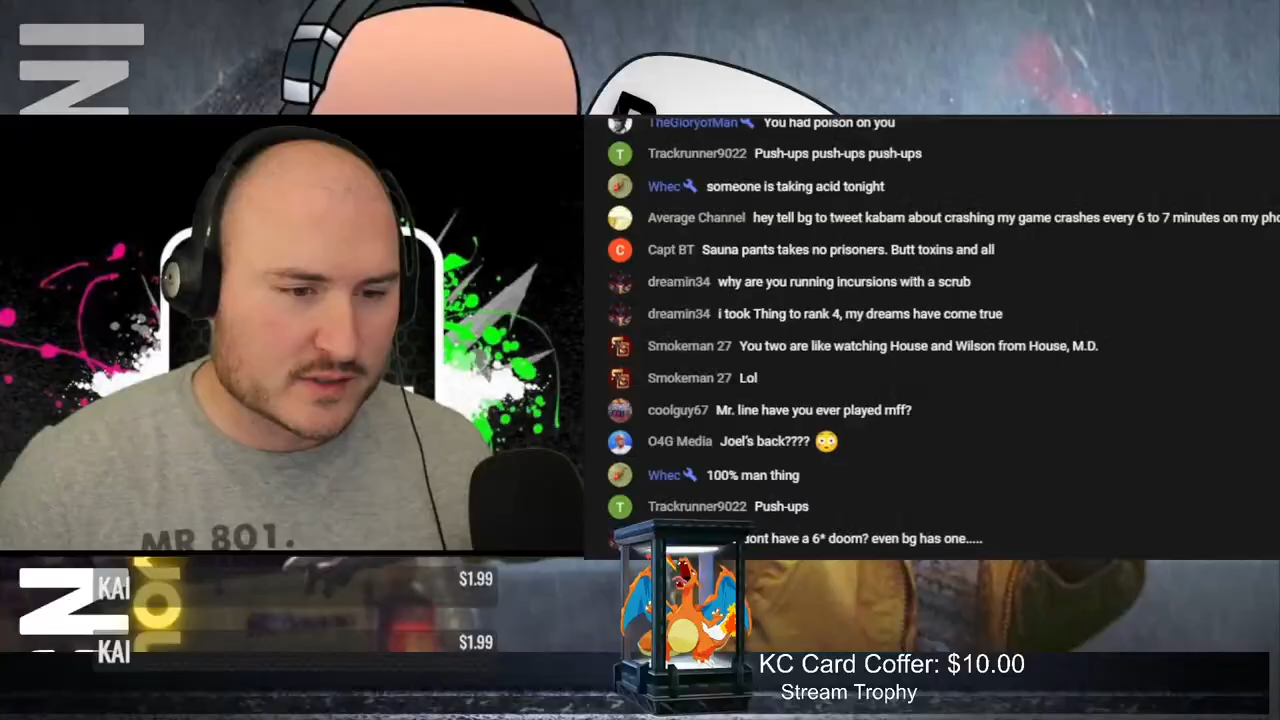 TheGloryofMan You had poison on you
Trackrunner9022 Push-ups push-ups push-ups
Whec someone is taking acid tonight
Average Channel hey tell bg to tweet kabam about crashing my game crashes every 6 to 7 minutes on my pho
Capt BT Sauna pants takes no prisoners. Butt toxins and all
dreamin34 why are you running incursions with a scrub
dreamin34 i took Thing to rank 4, my dreams have come true
Smokeman 27 You two are like watching House and Wilson from House, M.D.
Smokeman 27 Lol
coolguy67 Mr. line have you ever played mff?
O4G Media Joel's back???? 😳
Whec 100% man thing
Trackrunner9022 Push-ups
dont have a 6* doom? even bg has one.....
MR 801.
KAI $1.99
KAI $1.99
KC Card Coffer: $10.00
Stream Trophy